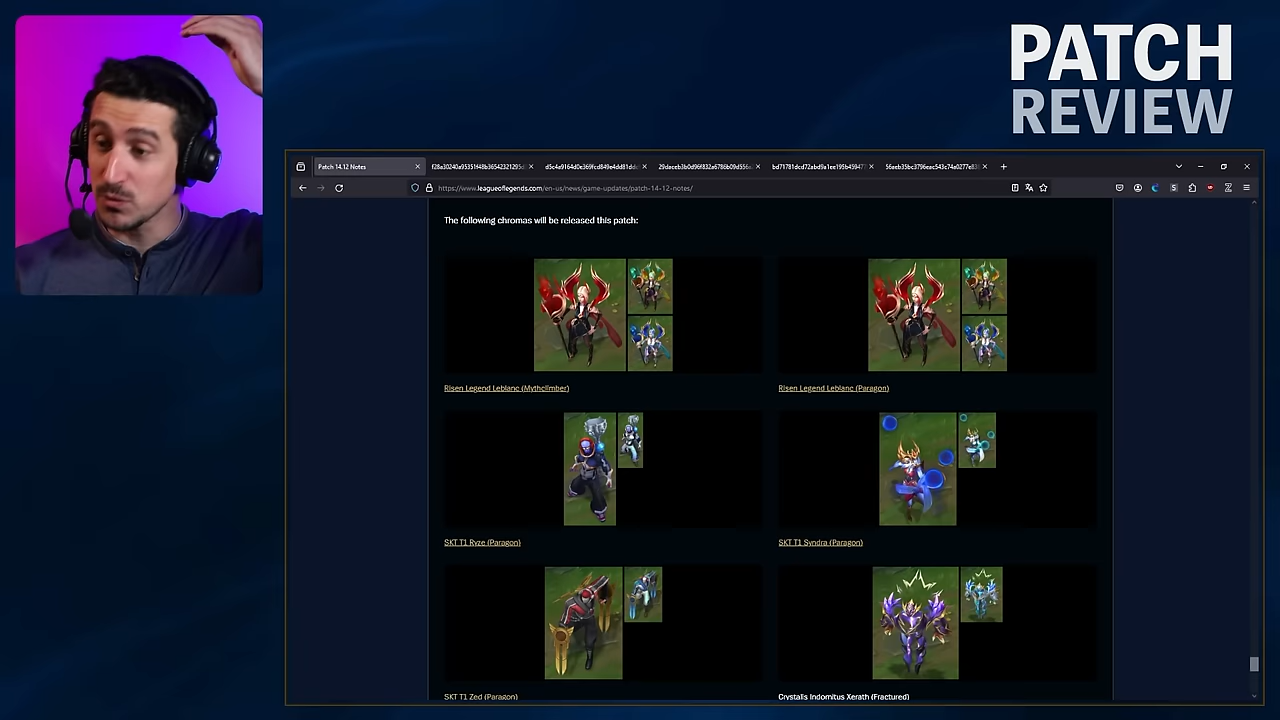 PATCH
REVIEW
Patch 14.12 Notes
https://www.leagueoflegends.com/en-us/news/game-updates/patch-14-12-notes/
The following chromas will be released this patch:
Risen Legend Leblanc (Mythclimber)
Risen Legend Leblanc (Paragon)
SKT T1 Ryze (Paragon)
SKT T1 Syndra (Paragon)
SKT T1 Zed (Paragon)
Crystalis Indomitus Xerath (Fractured)